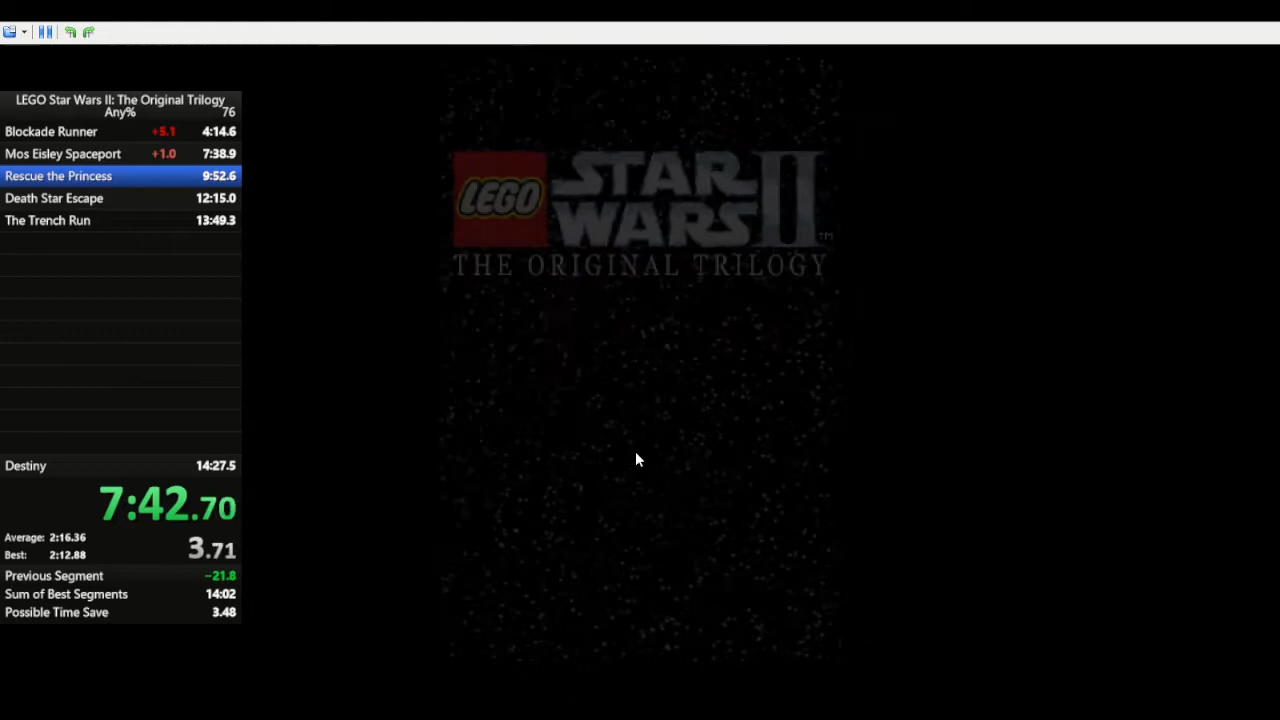 LEGO Star Wars II: The Original Trilogy
Any% 76
Blockade Runner +5.1 4:14.6
Mos Eisley Spaceport +1.0 7:38.9
Rescue the Princess 9:52.6
Death Star Escape 12:15.0
The Trench Run 13:49.3
Destiny 14:27.5
7:42.70
Average: 2:16.36
3.71
Best: 2:12.88
Previous Segment −21.8
Sum of Best Segments 14:02
Possible Time Save 3.48
LEGO STAR WARS II ™
THE ORIGINAL TRILOGY